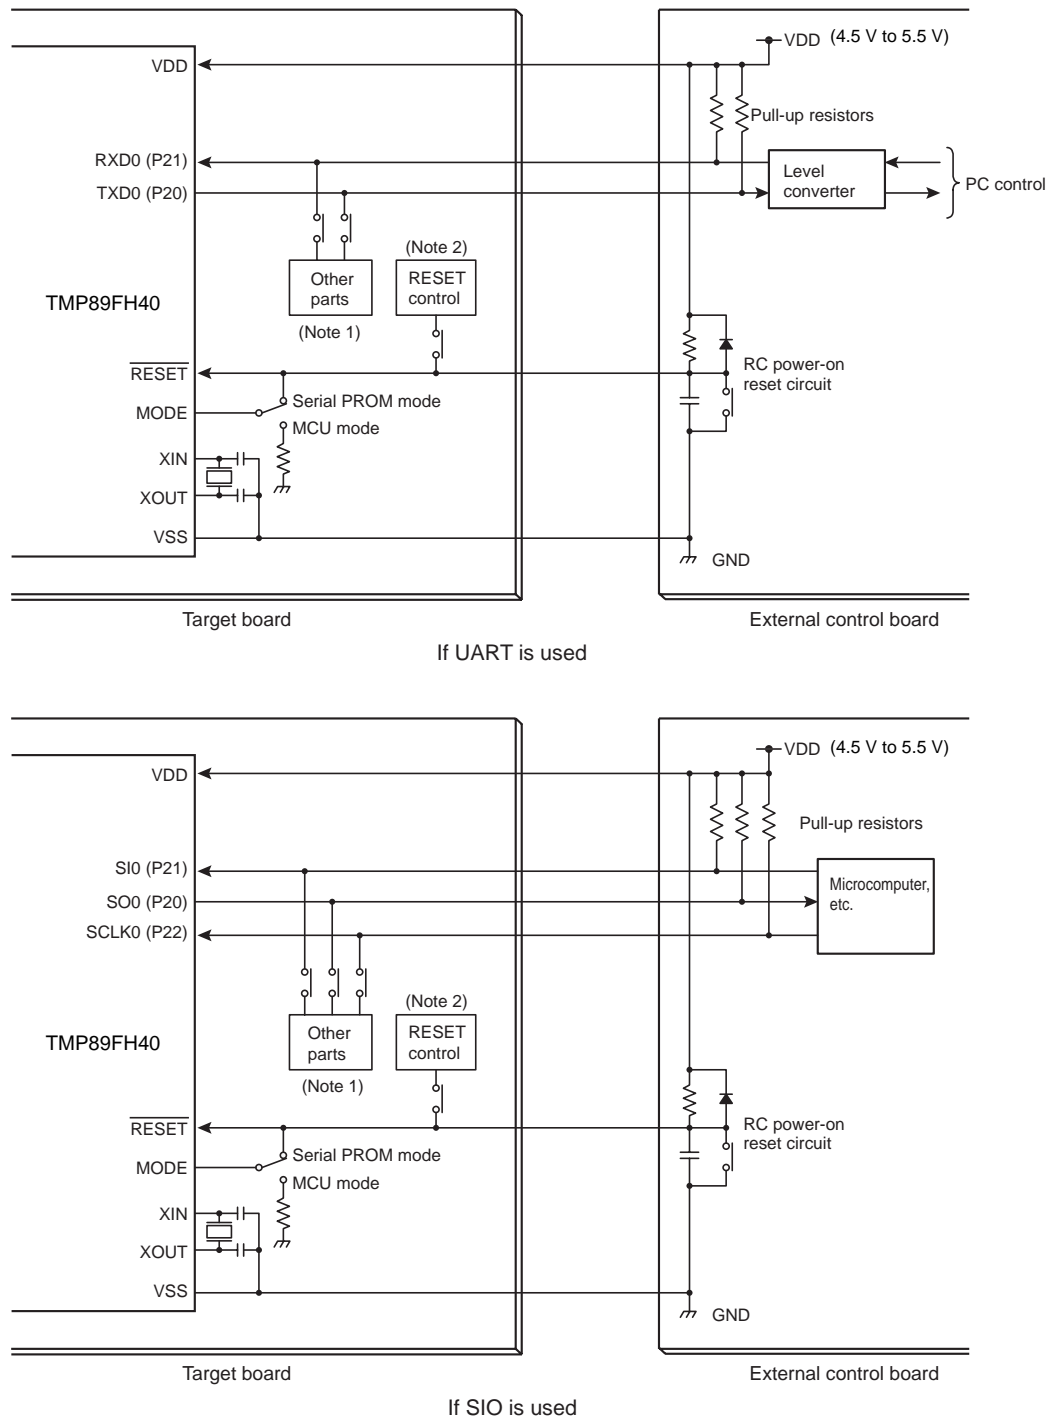 VDD (4.5 V to 5.5 V)
VDD
Pull-up resistors
RXD0 (P21)
TXD0 (P20)
Level
converter
PC control
(Note 2)
Other
parts
RESET
control
TMP89FH40
(Note 1)
RESET
RC power-on
reset circuit
Serial PROM mode
MODE
MCU mode
XIN
XOUT
VSS
GND
Target board
External control board
If UART is used
VDD (4.5 V to 5.5 V)
VDD
Pull-up resistors
SI0 (P21)
SO0 (P20)
SCLK0 (P22)
Microcomputer,
etc.
(Note 2)
Other
parts
RESET
control
TMP89FH40
(Note 1)
RESET
RC power-on
reset circuit
Serial PROM mode
MODE
MCU mode
XIN
XOUT
VSS
GND
Target board
External control board
If SIO is used